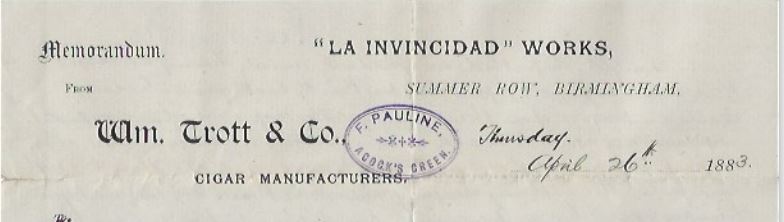 Memorandum.
"LA INVINCIDAD" WORKS,
FROM
SUMMER ROW, BIRMINGHAM,
Wm. Trott & Co.,
F. PAULINE,
ACOCK'S GREEN.
Thursday.
April 26th 1883.
CIGAR MANUFACTURERS.
To